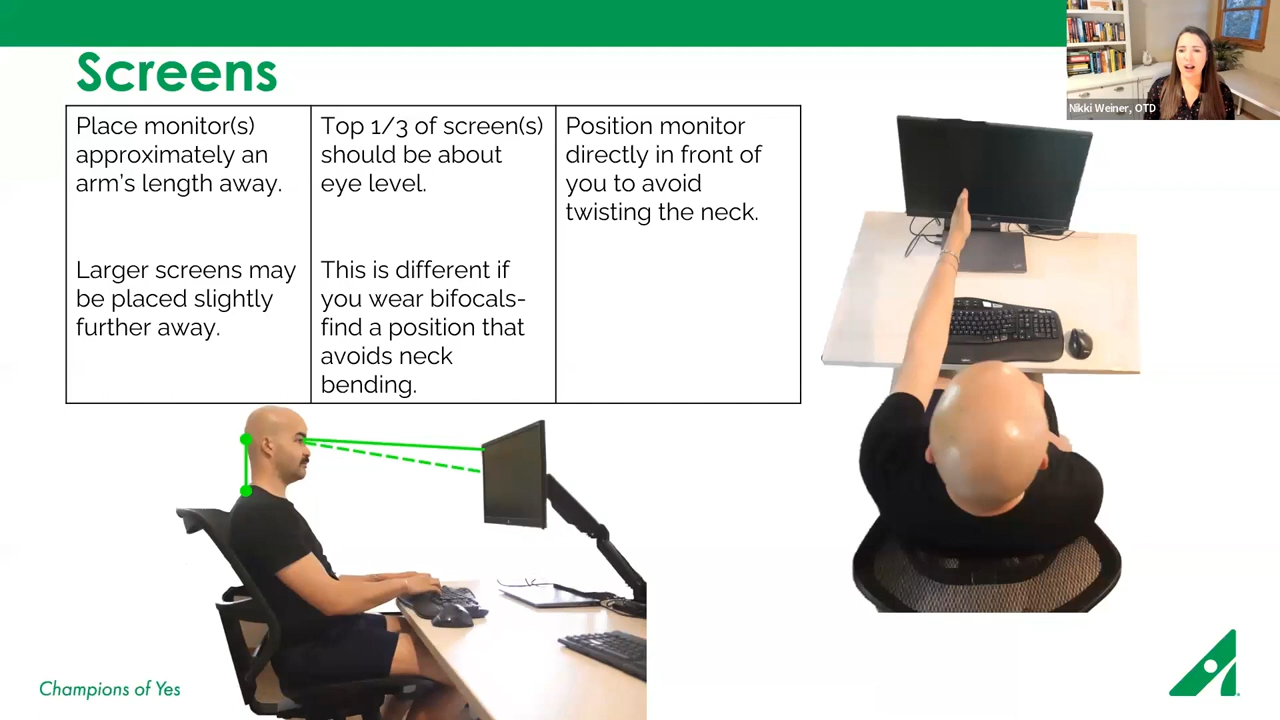 Screens
Place monitor(s)
approximately an
arm's length away.
Larger screens may
be placed slightly
further away.
Top 1/3 of screen(s)
should be about
eye level.
This is different if
you wear bifocals-
find a position that
avoids neck
bending.
Position monitor
directly in front of
you to avoid
twisting the neck.
Nikki Weiner, OTD
Champions of Yes